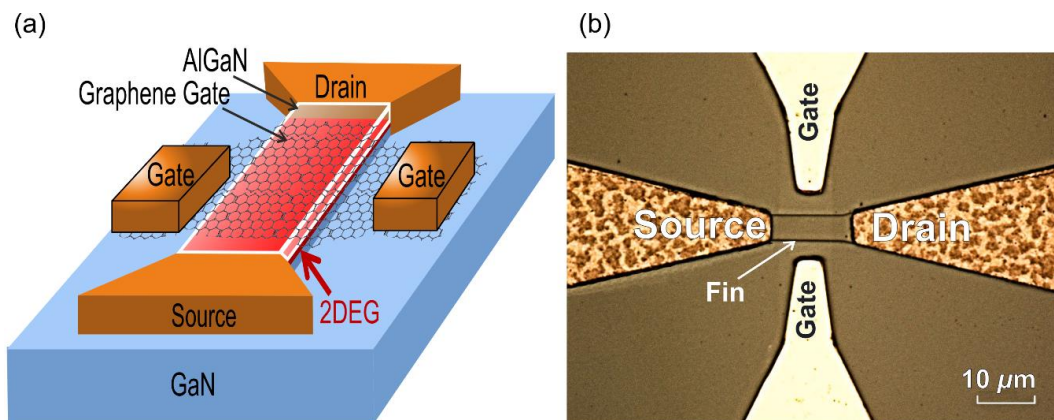 (a)
AlGaN
Graphene Gate
Drain
Gate
Gate
2DEG
Source
GaN
(b)
Gate
Source
Drain
Fin
Gate
10 µm